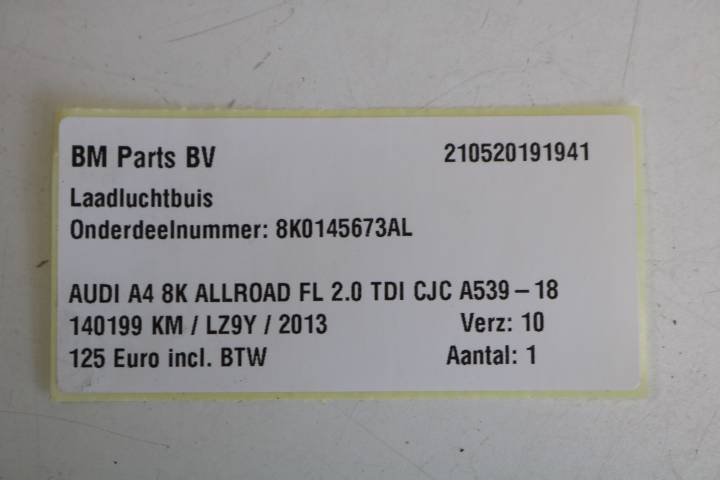 BM Parts BV 210520191941
Laadluchtbuis
Onderdeelnummer: 8K0145673AL
AUDI A4 8K ALLROAD FL 2.0 TDI CJC A539 – 18
140199 KM / LZ9Y / 2013 Verz: 10
125 Euro incl. BTW Aantal: 1